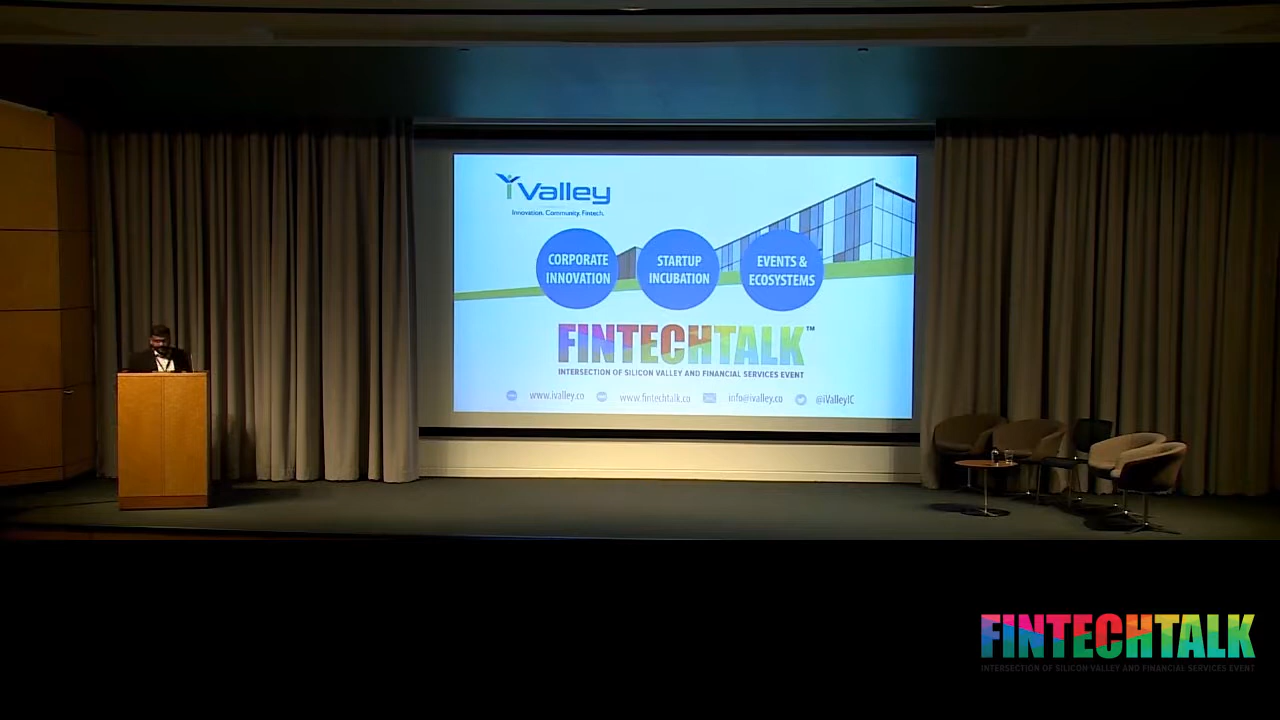 Valley
Innovation. Community. Fintech.
CORPORATE
INNOVATION
STARTUP
INCUBATION
EVENTS &
ECOSYSTEMS
FINTECHTALK™
INTERSECTION OF SILICON VALLEY AND FINANCIAL SERVICES EVENT
www.ivalley.co
www.fintechtalk.co
info@ivalley.co
@iValleyIC
FINTECHTALK
INTERSECTION OF SILICON VALLEY AND FINANCIAL SERVICES EVENT